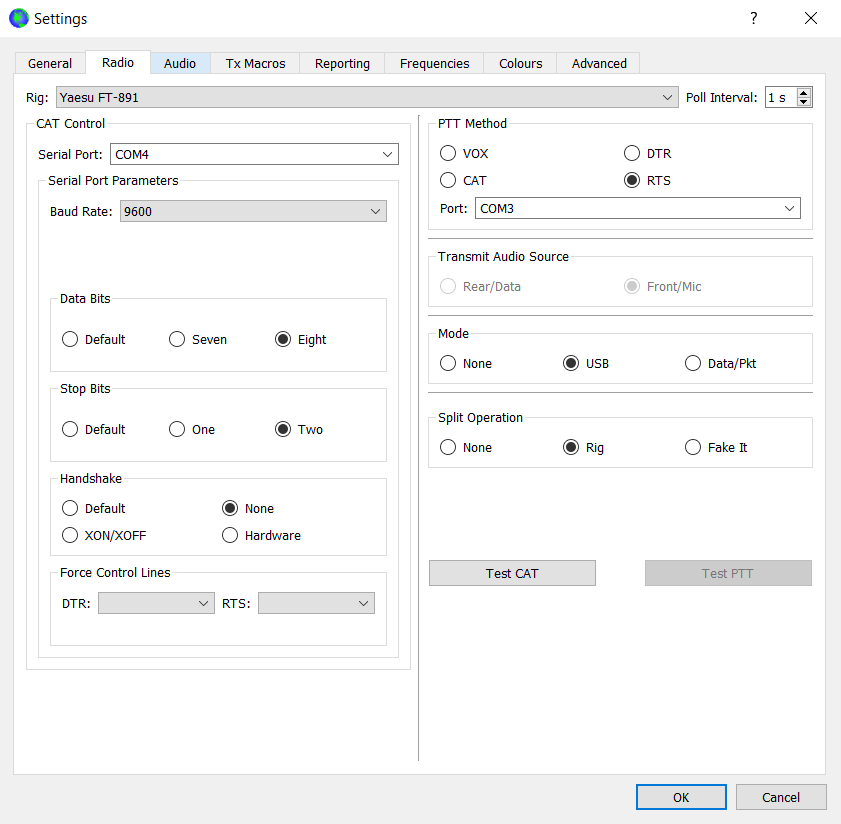 Settings
?
General Radio Audio Tx Macros Reporting Frequencies Colours Advanced
Rig: Yaesu FT-891 Poll Interval: 1 s
CAT Control
Serial Port: COM4
Serial Port Parameters
Baud Rate: 9600
Data Bits
Default Seven Eight
Stop Bits
Default One Two
Handshake
Default None
XON/XOFF Hardware
Force Control Lines
DTR: RTS:
PTT Method
VOX DTR
CAT RTS
Port: COM3
Transmit Audio Source
Rear/Data Front/Mic
Mode
None USB Data/Pkt
Split Operation
None Rig Fake It
Test CAT Test PTT
OK Cancel